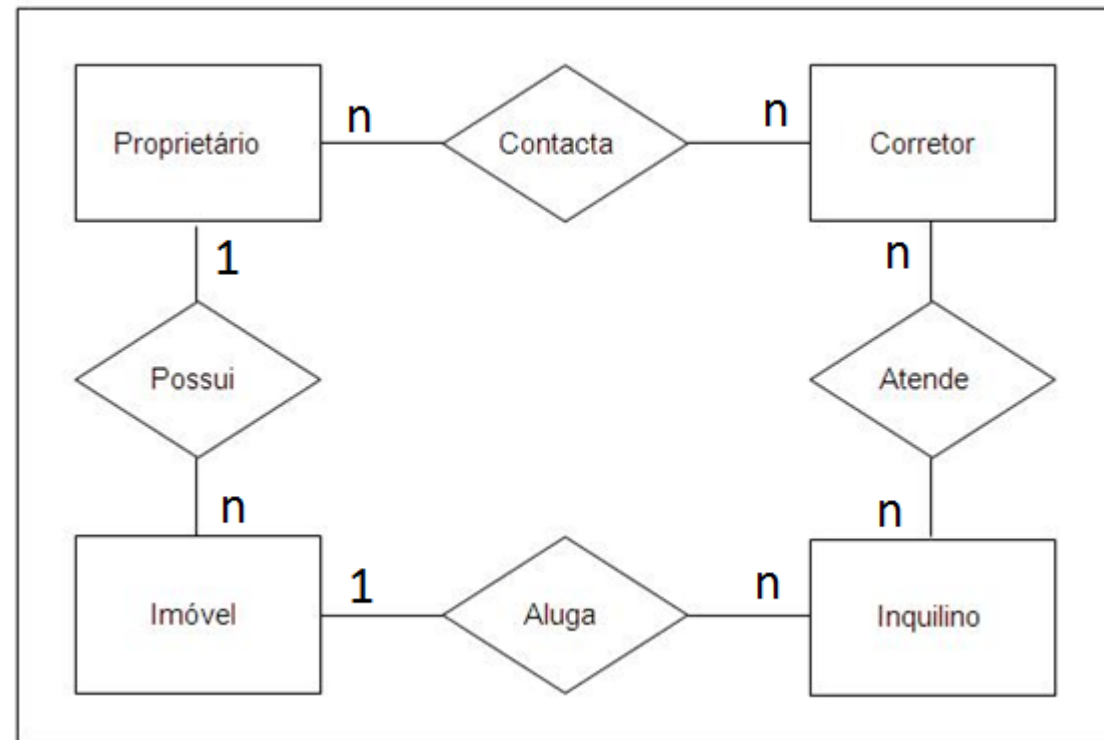 Proprietário
n
Contacta
n
Corretor
1
n
Possui
Atende
n
n
Imóvel
1
Aluga
n
Inquilino